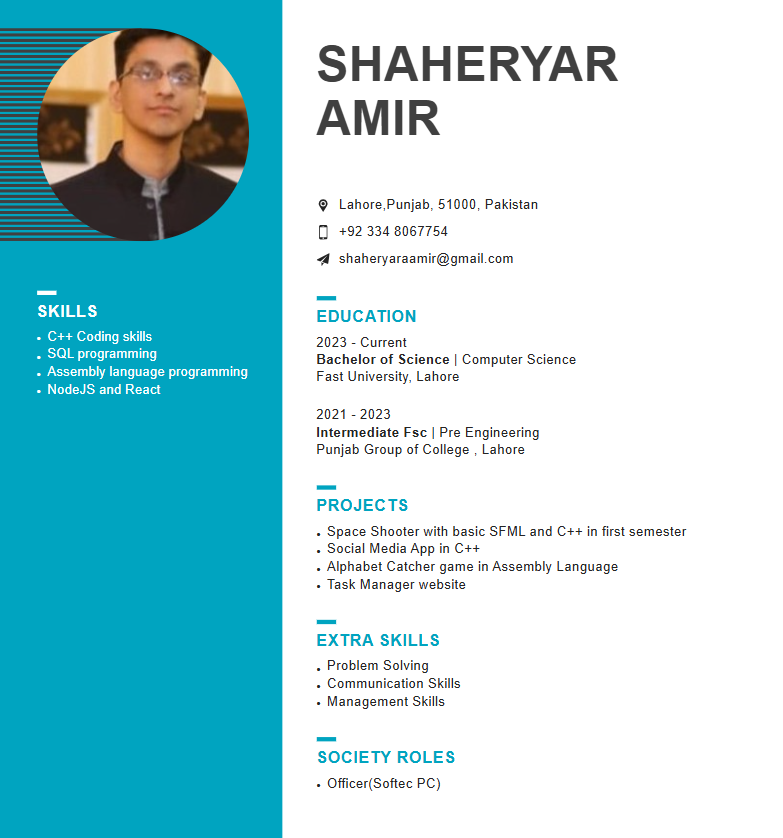 SHAHERYAR
AMIR
Lahore,Punjab, 51000, Pakistan
+92 334 8067754
shaheryaraamir@gmail.com
SKILLS
C++ Coding skills
SQL programming
Assembly language programming
NodeJS and React
EDUCATION
2023 - Current
Bachelor of Science | Computer Science
Fast University, Lahore
2021 - 2023
Intermediate Fsc | Pre Engineering
Punjab Group of College , Lahore
PROJECTS
Space Shooter with basic SFML and C++ in first semester
Social Media App in C++
Alphabet Catcher game in Assembly Language
Task Manager website
EXTRA SKILLS
Problem Solving
Communication Skills
Management Skills
SOCIETY ROLES
Officer(Softec PC)